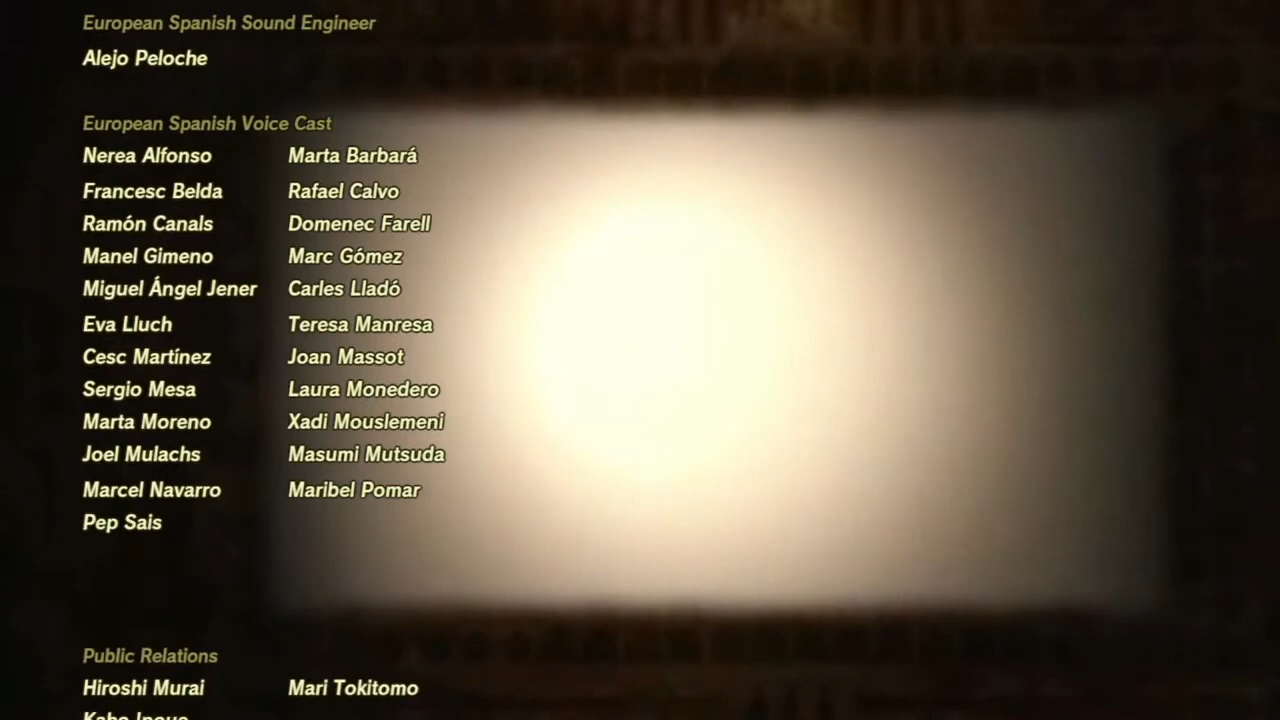 European Spanish Sound Engineer
Alejo Peloche
European Spanish Voice Cast
Nerea Alfonso Marta Barbará
Francesc Belda Rafael Calvo
Ramón Canals Domenec Farell
Manel Gimeno Marc Gómez
Miguel Ángel Jener Carles Lladó
Eva Lluch Teresa Manresa
Cesc Martínez Joan Massot
Sergio Mesa Laura Monedero
Marta Moreno Xadi Mouslemeni
Joel Mulachs Masumi Mutsuda
Marcel Navarro Maribel Pomar
Pep Sais
Public Relations
Hiroshi Murai Mari Tokitomo